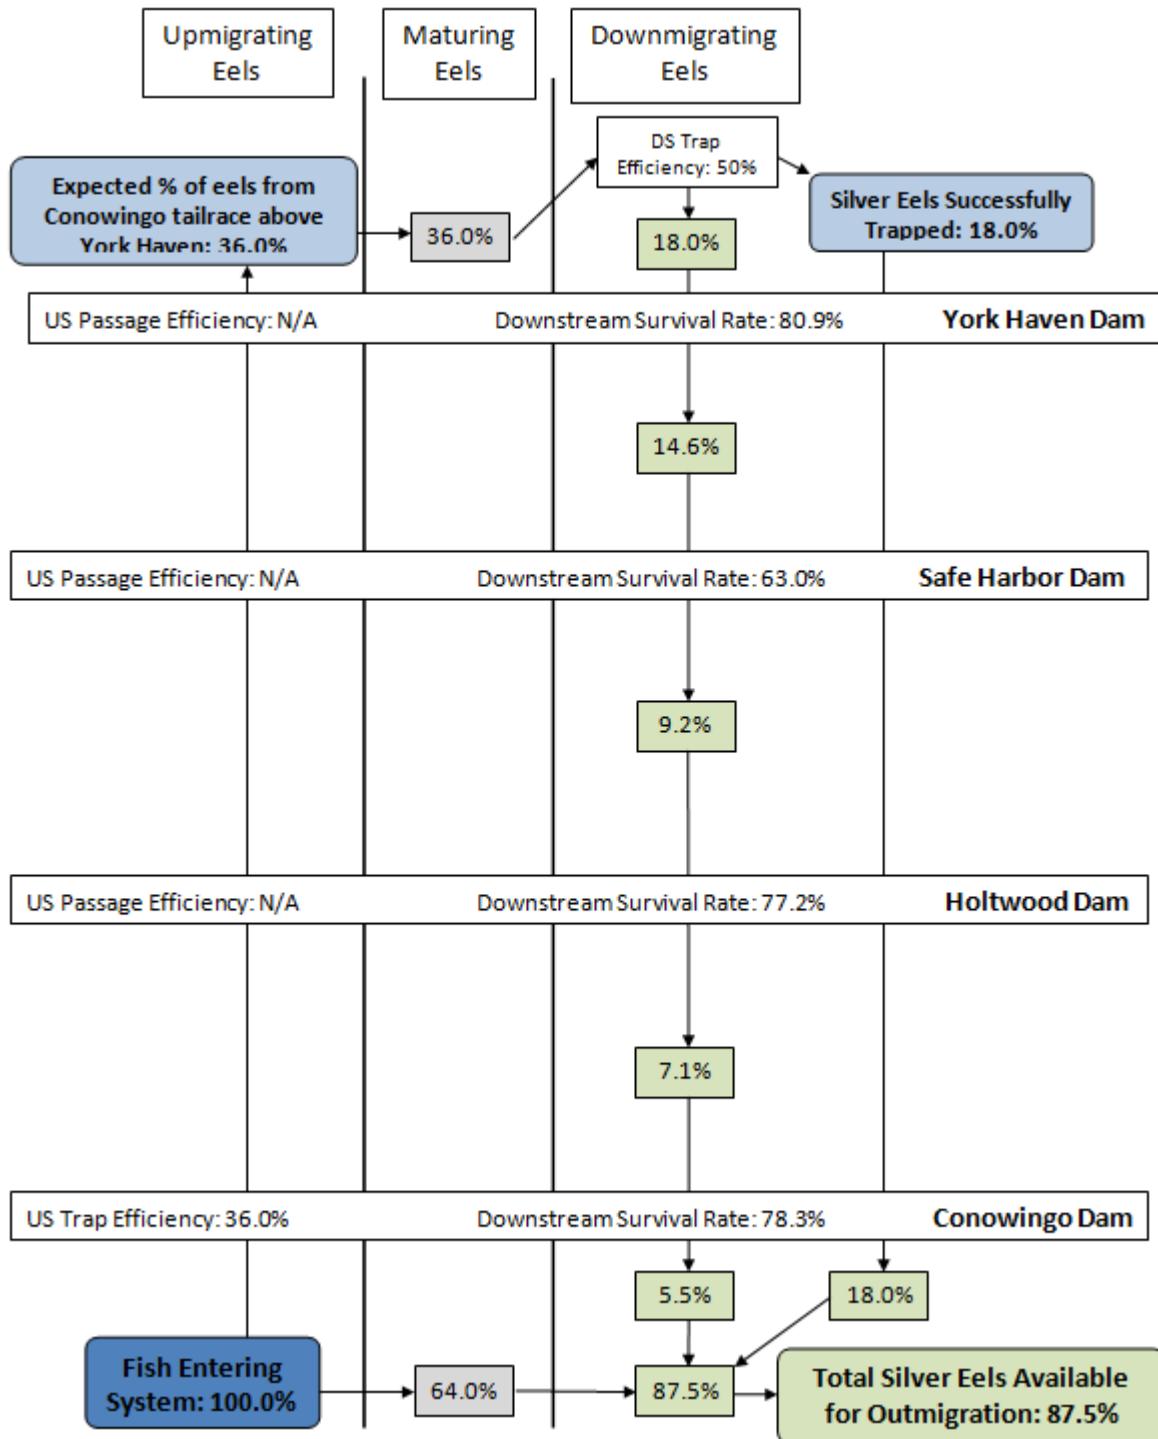 Upmigrating
Eels
Maturing
Eels
Downmigrating
Eels
DS Trap
Efficiency: 50%
Expected % of eels from
Conowingo tailrace above
York Haven: 36.0%
36.0%
18.0%
Silver Eels Successfully
Trapped: 18.0%
US Passage Efficiency: N/A Downstream Survival Rate: 80.9% York Haven Dam
14.6%
US Passage Efficiency: N/A Downstream Survival Rate: 63.0% Safe Harbor Dam
9.2%
US Passage Efficiency: N/A Downstream Survival Rate: 77.2% Holtwood Dam
7.1%
US Trap Efficiency: 36.0% Downstream Survival Rate: 78.3% Conowingo Dam
5.5%
18.0%
Fish Entering
System: 100.0%
64.0%
87.5%
Total Silver Eels Available
for Outmigration: 87.5%